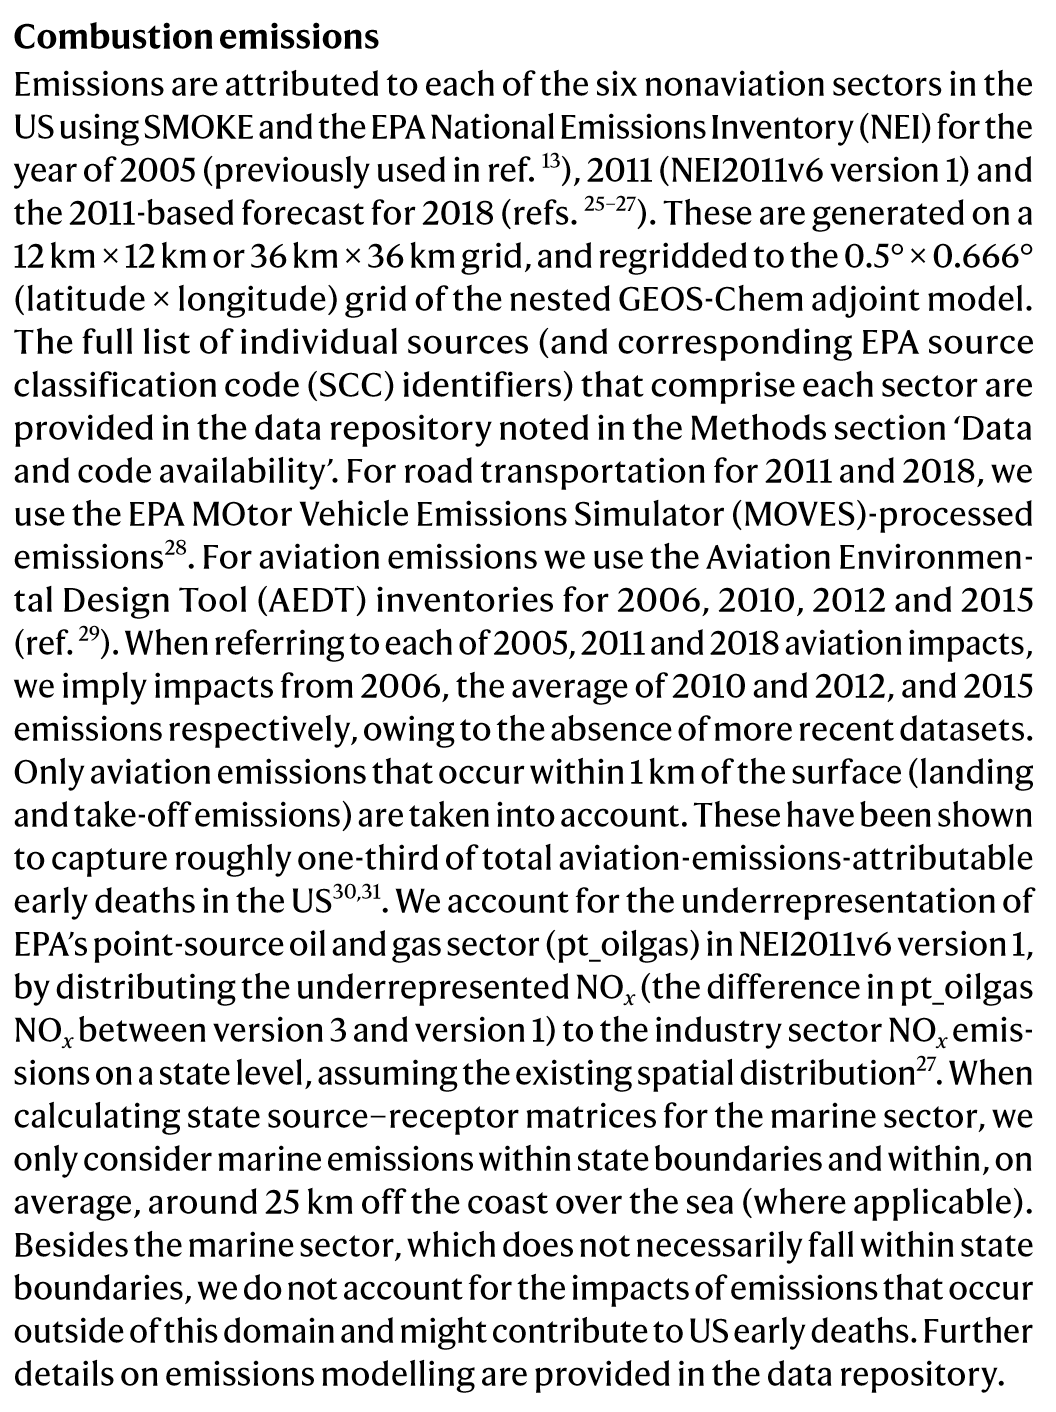 Combustion emissions
Emissions are attributed to each of the six nonaviation sectors in the
US using SMOKE and the EPA National Emissions Inventory (NEI) for the
year of 2005 (previously used in ref. 13), 2011 (NEI2011v6 version 1) and
the 2011-based forecast for 2018 (refs. 25–27). These are generated on a
12 km × 12 km or 36 km × 36 km grid, and regridded to the 0.5° × 0.666°
(latitude × longitude) grid of the nested GEOS-Chem adjoint model.
The full list of individual sources (and corresponding EPA source
classification code (SCC) identifiers) that comprise each sector are
provided in the data repository noted in the Methods section ‘Data
and code availability’. For road transportation for 2011 and 2018, we
use the EPA MOtor Vehicle Emissions Simulator (MOVES)-processed
emissions28. For aviation emissions we use the Aviation Environmen-
tal Design Tool (AEDT) inventories for 2006, 2010, 2012 and 2015
(ref. 29). When referring to each of 2005, 2011 and 2018 aviation impacts,
we imply impacts from 2006, the average of 2010 and 2012, and 2015
emissions respectively, owing to the absence of more recent datasets.
Only aviation emissions that occur within 1 km of the surface (landing
and take-off emissions) are taken into account. These have been shown
to capture roughly one-third of total aviation-emissions-attributable
early deaths in the US30,31. We account for the underrepresentation of
EPA’s point-source oil and gas sector (pt_oilgas) in NEI2011v6 version 1,
by distributing the underrepresented NOx (the difference in pt_oilgas
NOx between version 3 and version 1) to the industry sector NOx emis-
sions on a state level, assuming the existing spatial distribution27. When
calculating state source–receptor matrices for the marine sector, we
only consider marine emissions within state boundaries and within, on
average, around 25 km off the coast over the sea (where applicable).
Besides the marine sector, which does not necessarily fall within state
boundaries, we do not account for the impacts of emissions that occur
outside of this domain and might contribute to US early deaths. Further
details on emissions modelling are provided in the data repository.